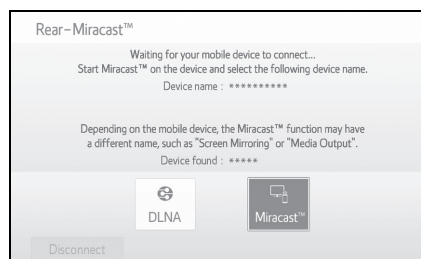 Rear-Miracast™
Waiting for your mobile device to connect...
Start Miracast™ on the device and select the following device name.
Device name : **********
Depending on the mobile device, the Miracast™ function may have
a different name, such as "Screen Mirroring" or "Media Output".
Device found : *****
DLNA
Miracast™
Disconnect